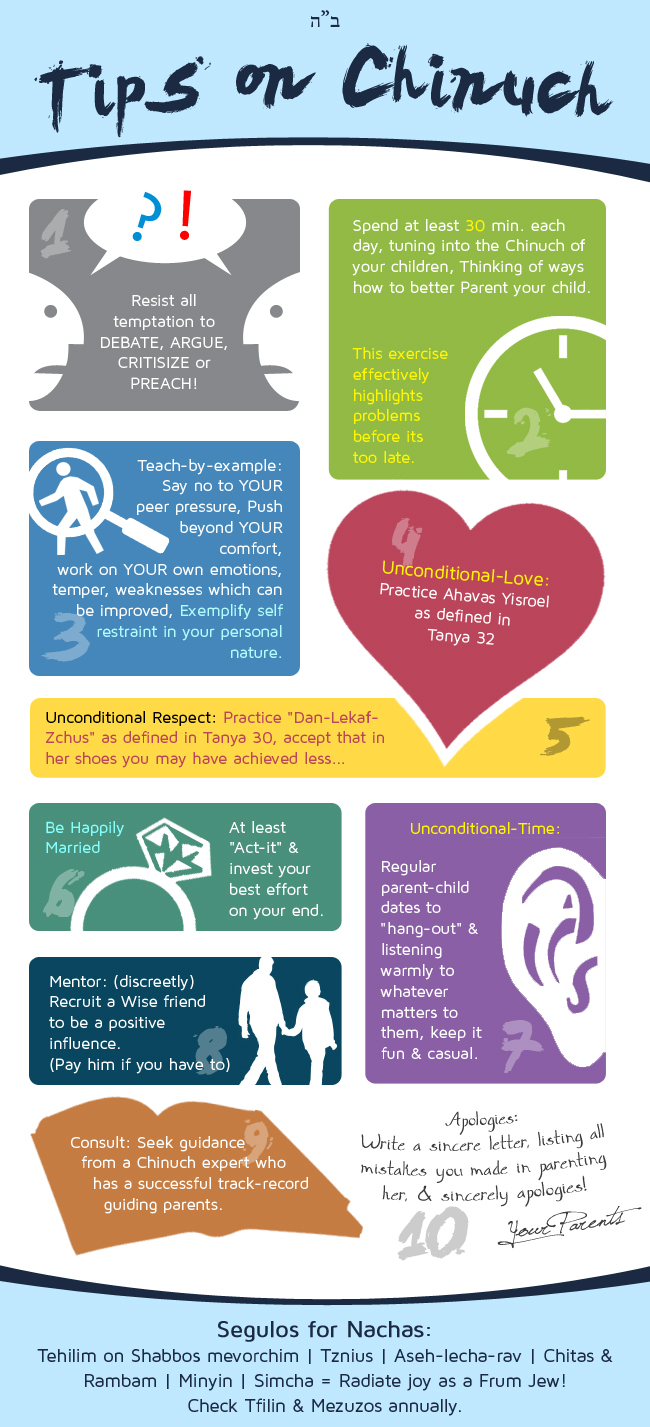 ב"ה
Tips on Chinuch
1
?!
Resist all
temptation to
DEBATE, ARGUE,
CRITISIZE or
PREACH!
2
Spend at least 30 min. each
day, tuning into the Chinuch of
your children, Thinking of ways
how to better Parent your child.
This exercise
effectively
highlights
problems
before its
too late.
3
Teach-by-example:
Say no to YOUR
peer pressure, Push
beyond YOUR
comfort,
work on YOUR own emotions,
temper, weaknesses which can
be improved, Exemplify self
restraint in your personal
nature.
4
Unconditional-Love:
Practice Ahavas Yisroel
as defined in
Tanya 32
5
Unconditional Respect: Practice "Dan-Lekaf-
Zchus" as defined in Tanya 30, accept that in
her shoes you may have achieved less...
6
Be Happily
Married
At least
"Act-it" &
invest your
best effort
on your end.
7
Unconditional-Time:
Regular
parent-child
dates to
"hang-out" &
listening
warmly to
whatever
matters to
them, keep it
fun & casual.
8
Mentor: (discreetly)
Recruit a Wise friend
to be a positive
influence.
(Pay him if you have to)
9
Consult: Seek guidance
from a Chinuch expert who
has a successful track-record
guiding parents.
10
Apologies:
Write a sincere letter, listing all
mistakes you made in parenting
her, & sincerely apologies!
Your Parents
Segulos for Nachas:
Tehilim on Shabbos mevorchim | Tznius | Aseh-lecha-rav | Chitas &
Rambam | Minyin | Simcha = Radiate joy as a Frum Jew!
Check Tfilin & Mezuzos annually.